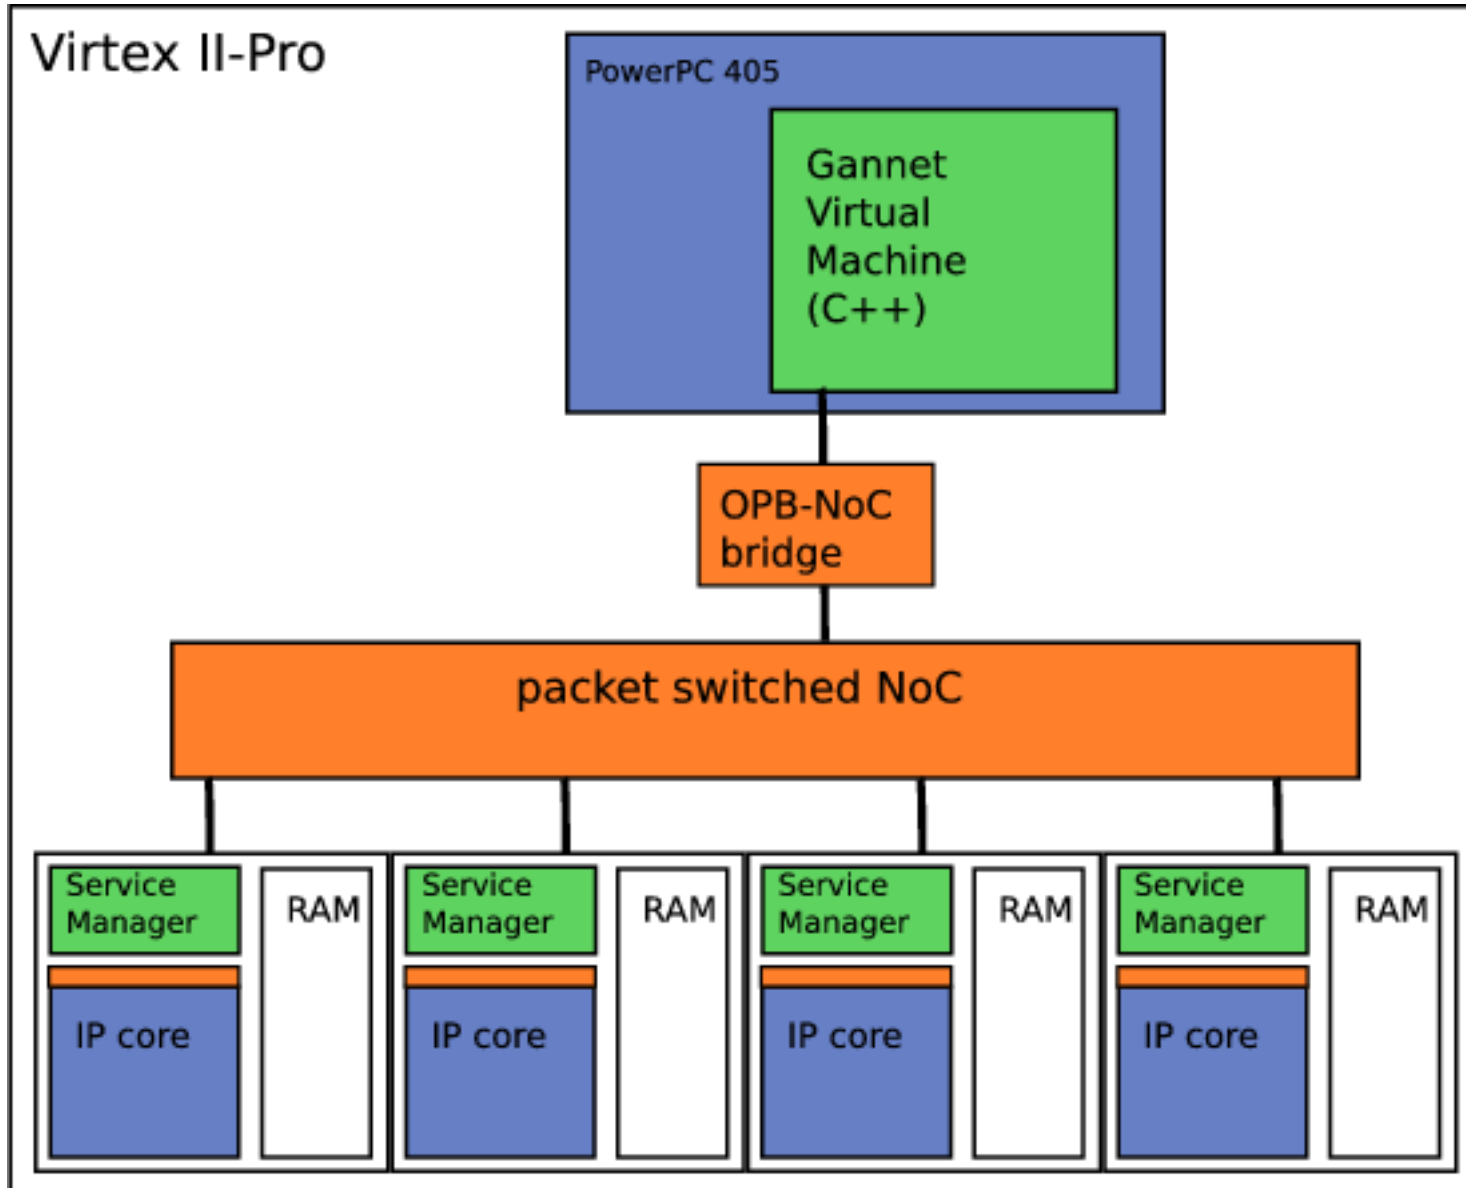 Virtex II-Pro
PowerPC 405
Gannet
Virtual
Machine
(C++)
OPB-NoC
bridge
packet switched NoC
Service
Manager
RAM
IP core
Service
Manager
RAM
IP core
Service
Manager
RAM
IP core
Service
Manager
RAM
IP core